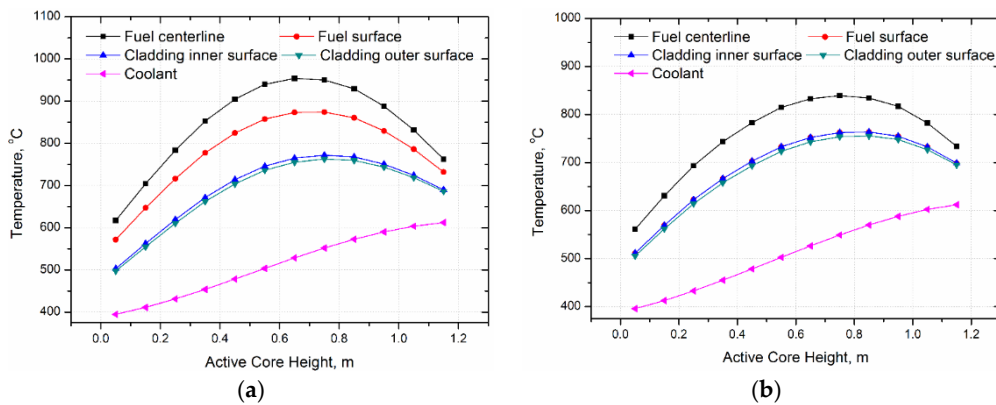 1100
1000
900
800
700
600
500
400
Temperature, °C
Fuel centerline
Fuel surface
Cladding inner surface
Cladding outer surface
Coolant
0.0 0.2 0.4 0.6 0.8 1.0 1.2
Active Core Height, m
(a)
1000
900
800
700
600
500
400
Temperature, °C
Fuel centerline
Fuel surface
Cladding inner surface
Cladding outer surface
Coolant
0.0 0.2 0.4 0.6 0.8 1.0 1.2
Active Core Height, m
(b)